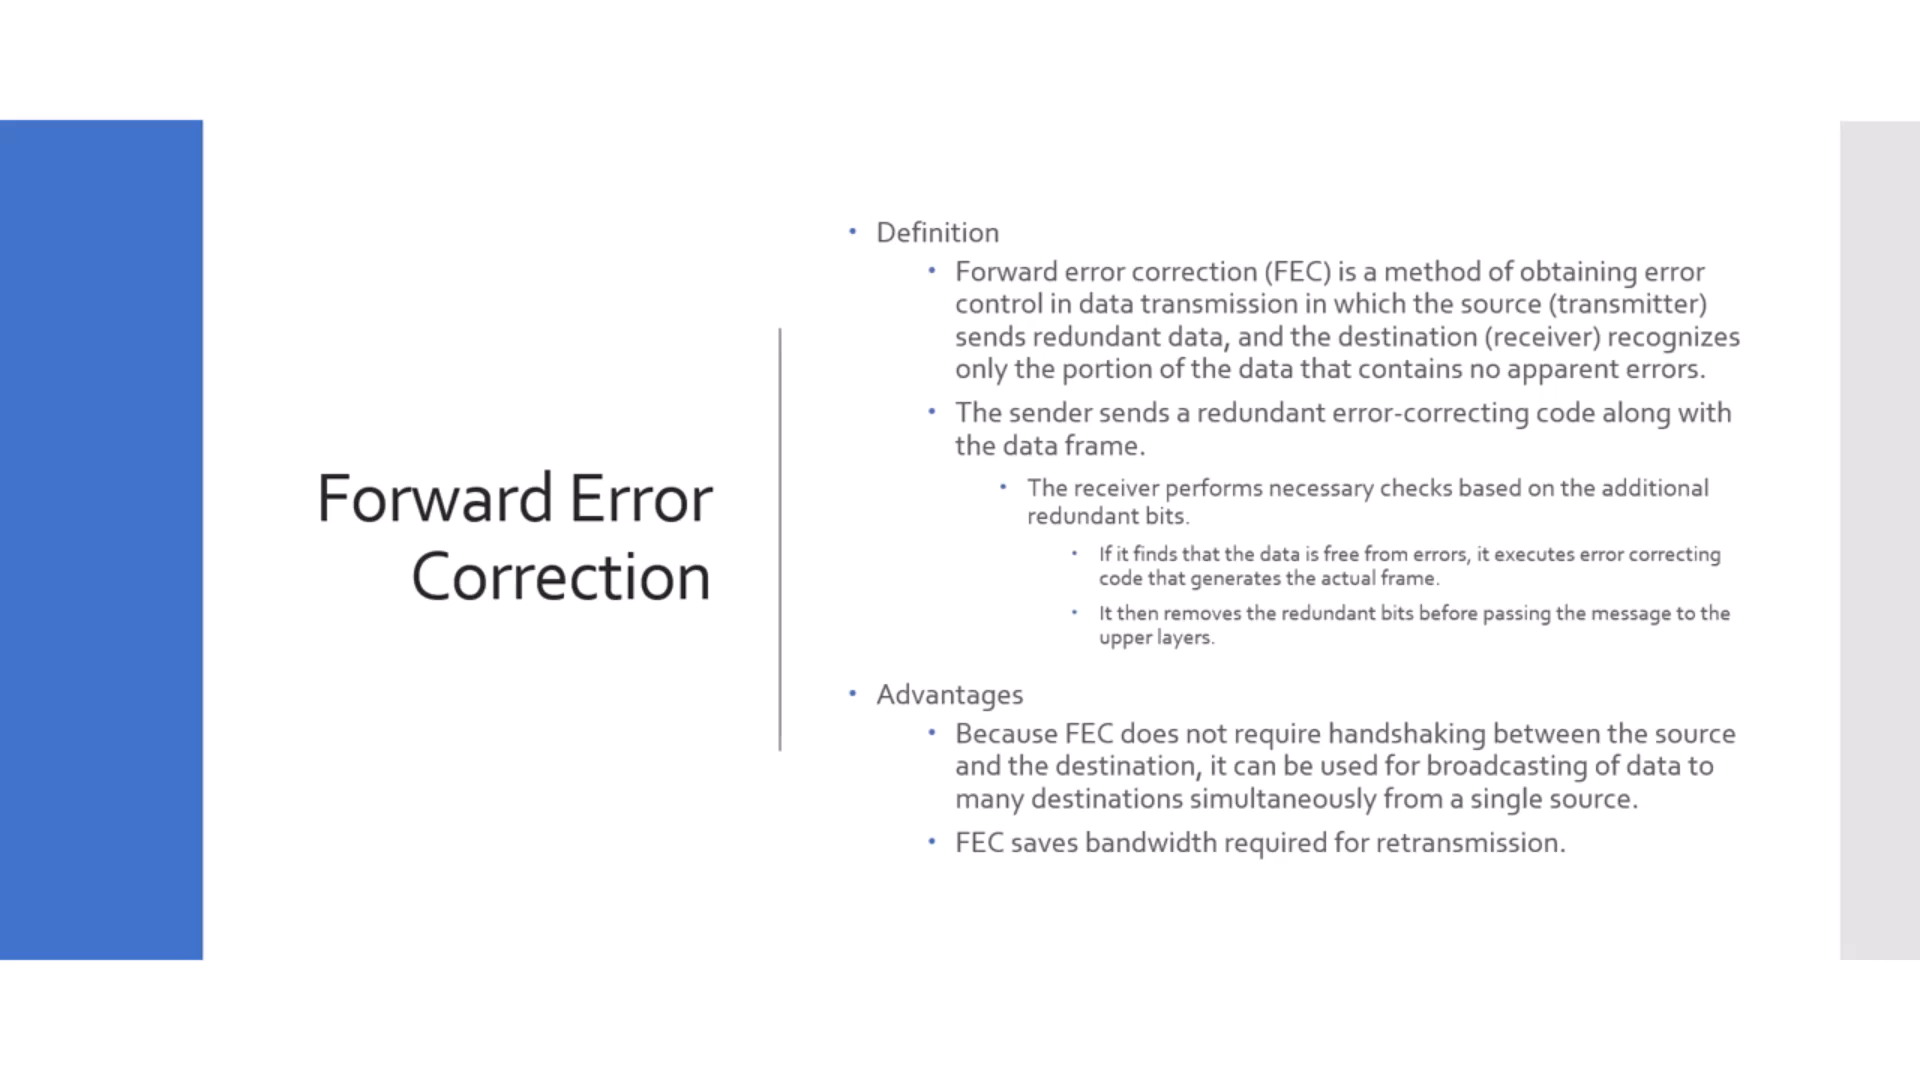 Forward Error
Correction
• Definition
• Forward error correction (FEC) is a method of obtaining error
control in data transmission in which the source (transmitter)
sends redundant data, and the destination (receiver) recognizes
only the portion of the data that contains no apparent errors.
• The sender sends a redundant error-correcting code along with
the data frame.
• The receiver performs necessary checks based on the additional
redundant bits.
• If it finds that the data is free from errors, it executes error correcting
code that generates the actual frame.
• It then removes the redundant bits before passing the message to the
upper layers.
• Advantages
• Because FEC does not require handshaking between the source
and the destination, it can be used for broadcasting of data to
many destinations simultaneously from a single source.
• FEC saves bandwidth required for retransmission.